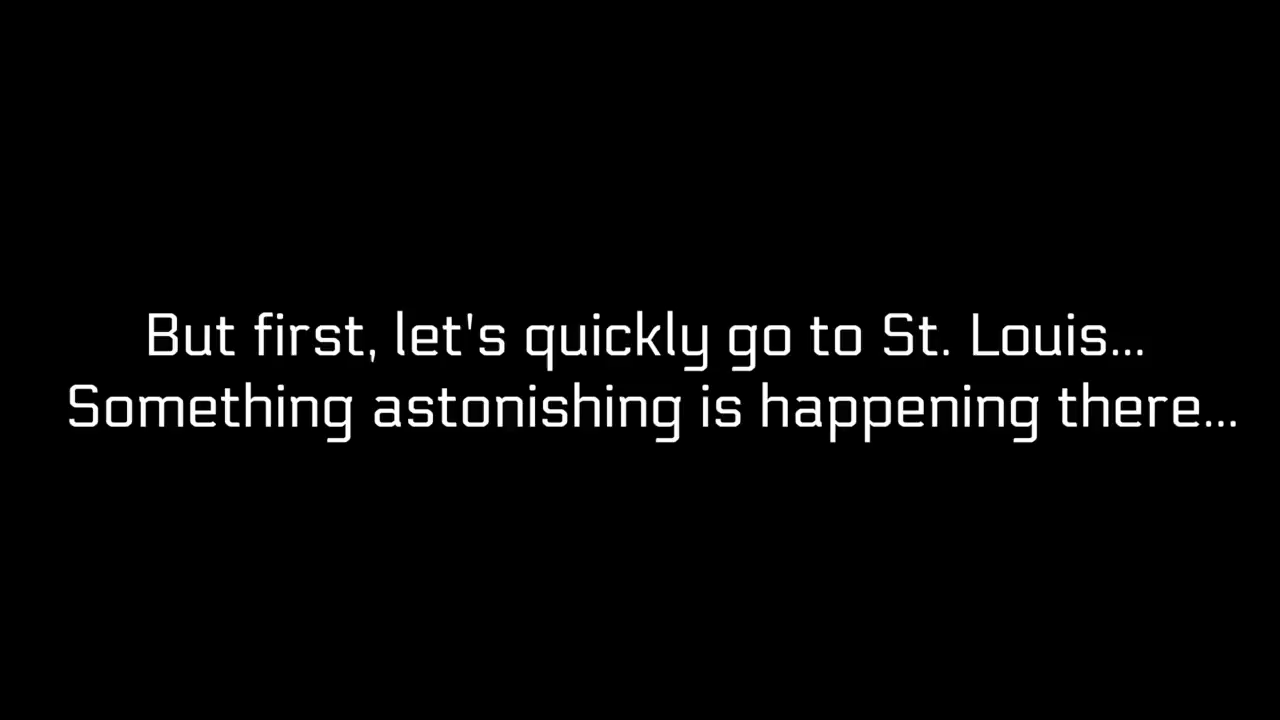 But first, let's quickly go to St. Louis...
Something astonishing is happening there...